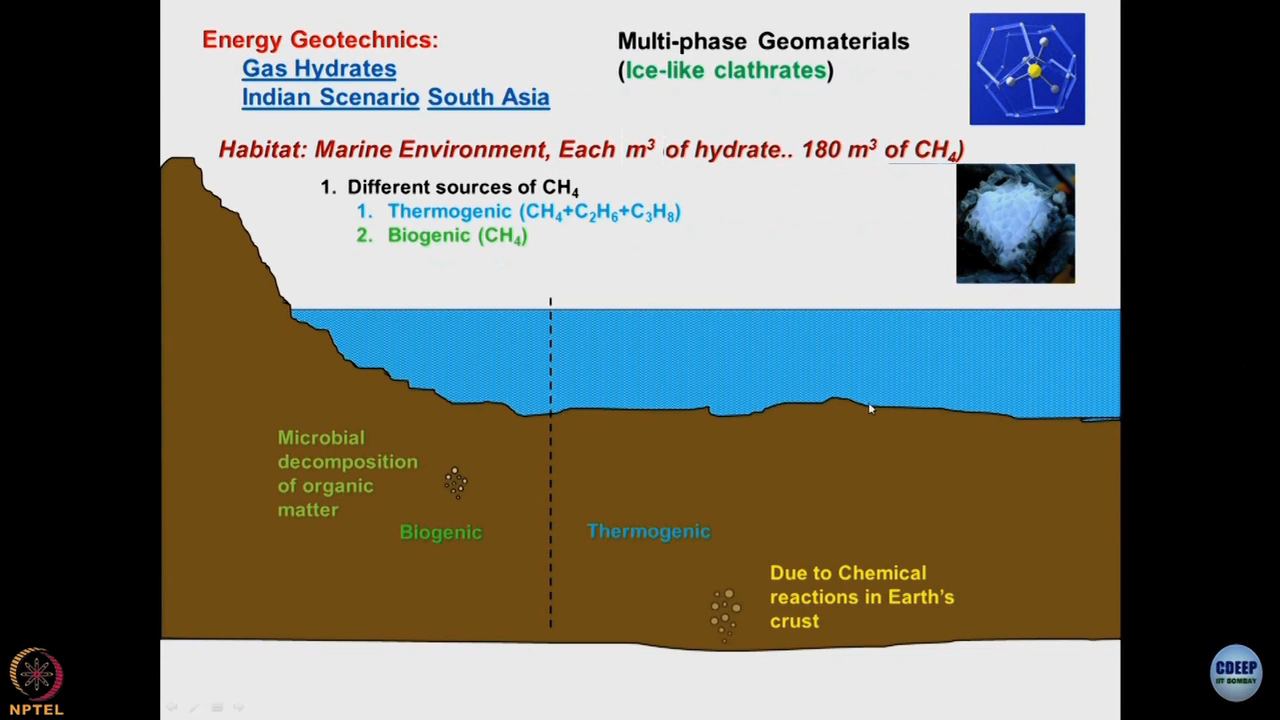 Energy Geotechnics:
Gas Hydrates
Indian Scenario South Asia
Multi-phase Geomaterials
(Ice-like clathrates)
Habitat: Marine Environment, Each m³ of hydrate.. 180 m³ of CH₄)
1. Different sources of CH₄
1. Thermogenic (CH₄+C₂H₆+C₃H₈)
2. Biogenic (CH₄)
Microbial
decomposition
of organic
matter
Biogenic
Thermogenic
Due to Chemical
reactions in Earth's
crust
NPTEL
CDEEP
IIT BOMBAY